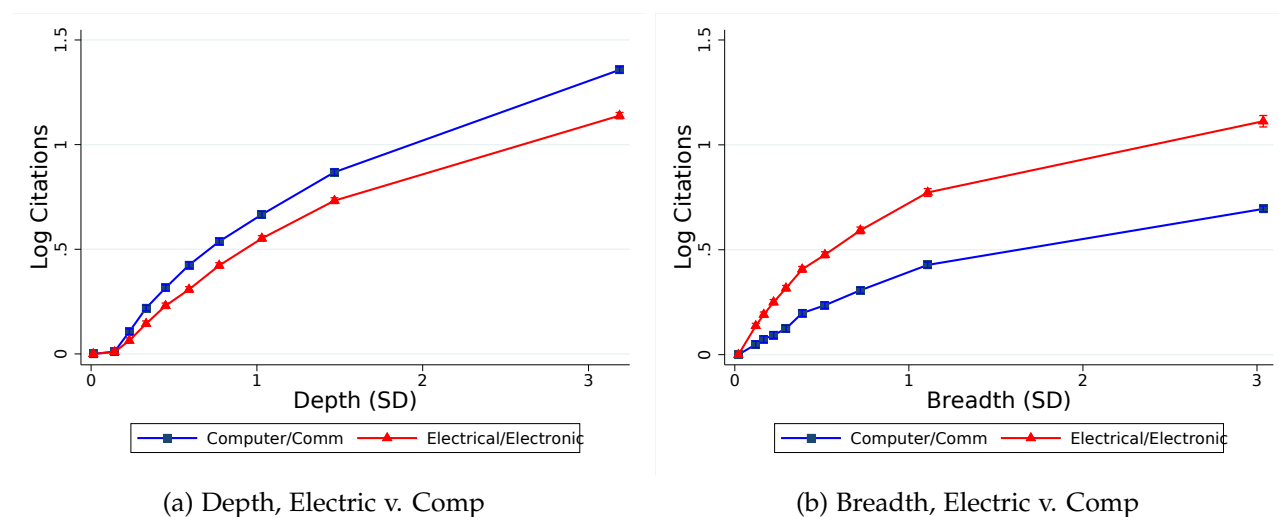 Log Citations
1.5
1
.5
0
0 1 2 3
Depth (SD)
Computer/Comm Electrical/Electronic
(a) Depth, Electric v. Comp
Log Citations
1.5
1
.5
0
0 1 2 3
Breadth (SD)
Computer/Comm Electrical/Electronic
(b) Breadth, Electric v. Comp